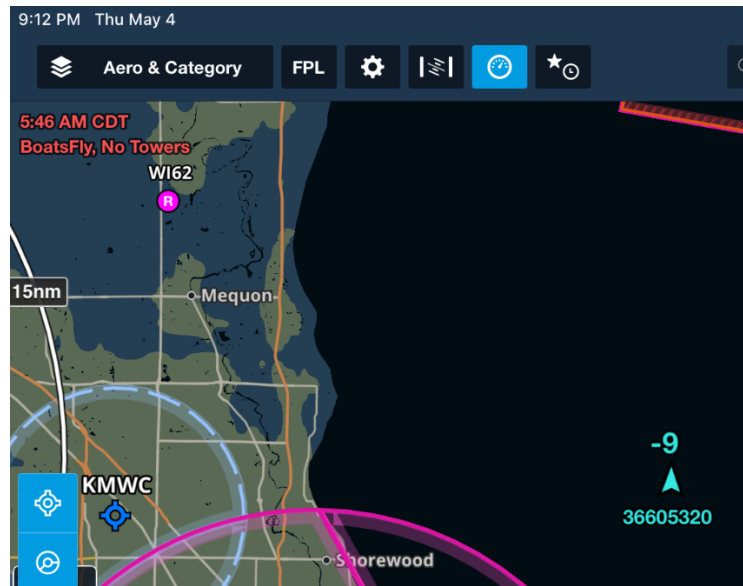 9:12 PM Thu May 4
Aero & Category
FPL
5:46 AM CDT
BoatsFly, No Towers
WI62
R
15nm
Mequon
-9
KMWC
36605320
Shorewood